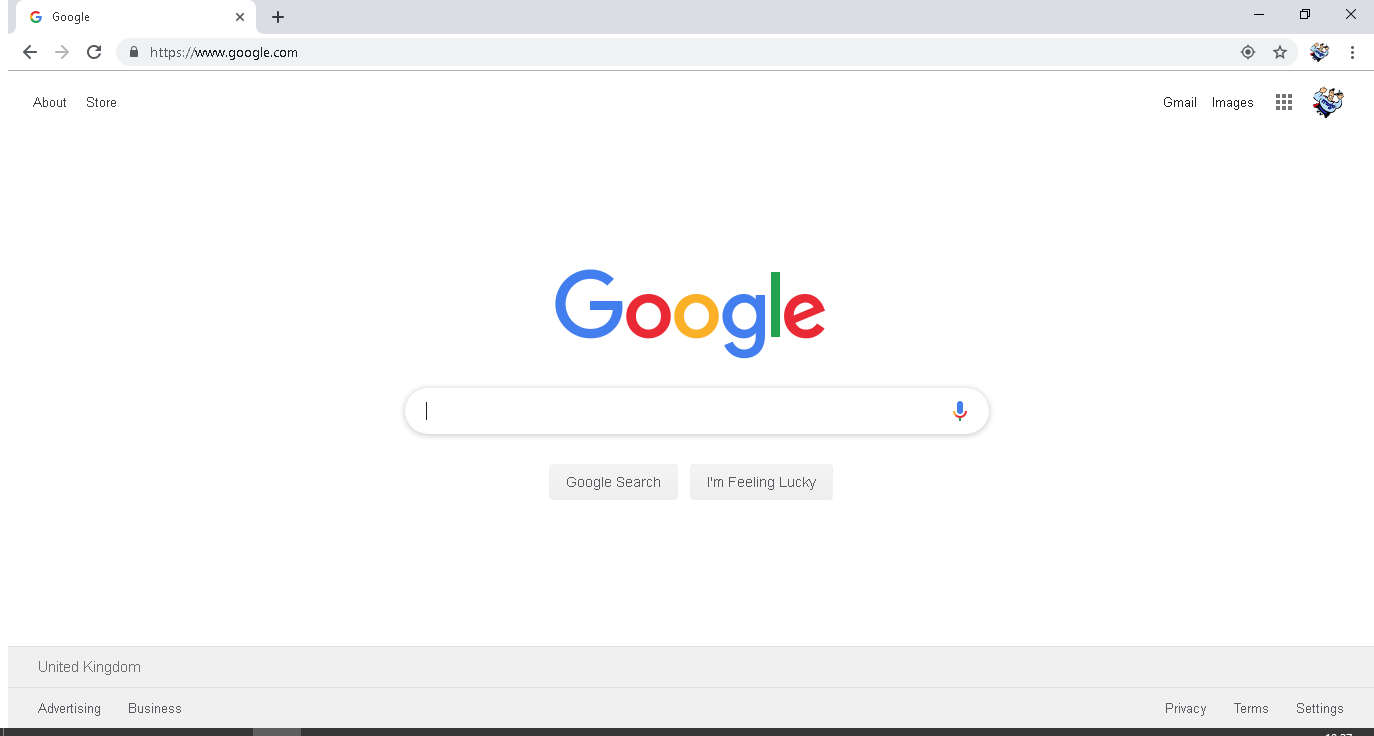 Google
https://www.google.com
About Store Gmail Images
Google
Google Search I'm Feeling Lucky
United Kingdom
Advertising Business Privacy Terms Settings